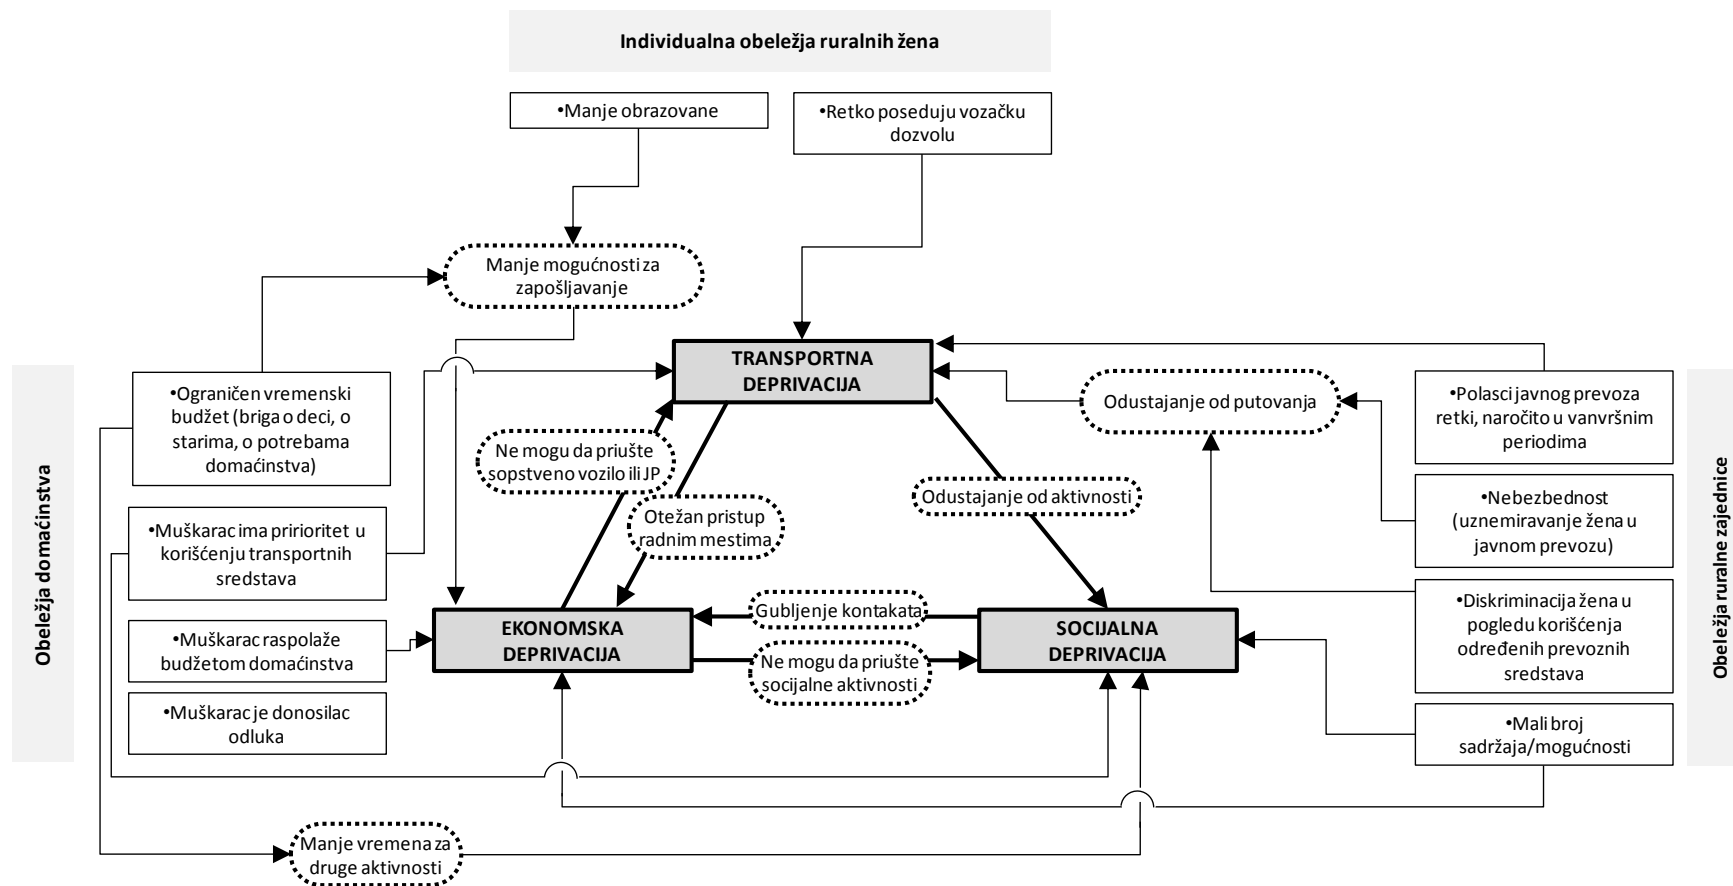 Individualna obeležja ruralnih žena
•Manje obrazovane
•Retko poseduju vozačku
dozvolu
Manje mogućnosti za
zapošljavanje
TRANSPORTNA
DEPRIVACIJA
Obeležja domaćinstva
•Ograničen vremenski
budžet (briga o deci, o
starima, o potrebama
domaćinstva)
•Muškarac ima pririoritet u
korišćenju transportnih
sredstava
•Muškarac raspolaže
budžetom domaćinstva
•Muškarac je donosilac
odluka
Ne mogu da priušte
sopstveno vozilo ili JP
Otežan pristup
radnim mestima
Odustajanje od aktivnosti
Odustajanje od putovanja
EKONOMSKA
DEPRIVACIJA
Gubljenje kontakata
Ne mogu da priušte
socijalne aktivnosti
SOCIJALNA
DEPRIVACIJA
Manje vremena za
druge aktivnosti
•Polasci javnog prevoza
retki, naročito u vanvršnim
periodima
•Nebezbednost
(uznemiravanje žena u
javnom prevozu)
•Diskriminacija žena u
pogledu korišćenja
određenih prevoznih
sredstava
•Mali broj
sadržaja/mogućnosti
Obeležja ruralne zajednice